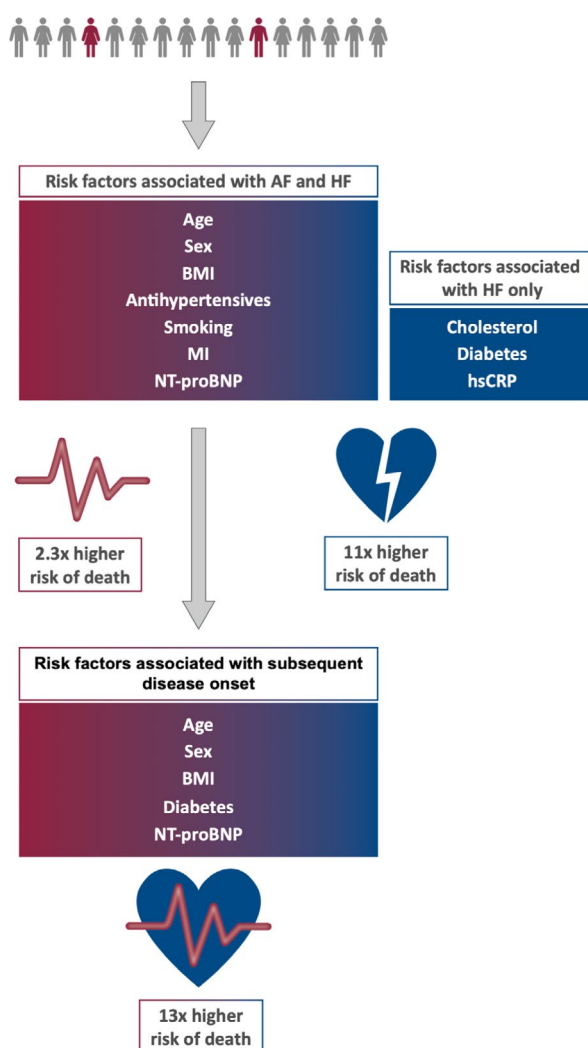 Risk factors associated with AF and HF
Age
Sex
BMI
Antihypertensives
Smoking
MI
NT-proBNP
Risk factors associated
with HF only
Cholesterol
Diabetes
hsCRP
2.3x higher
risk of death
11x higher
risk of death
Risk factors associated with subsequent
disease onset
Age
Sex
BMI
Diabetes
NT-proBNP
13x higher
risk of death